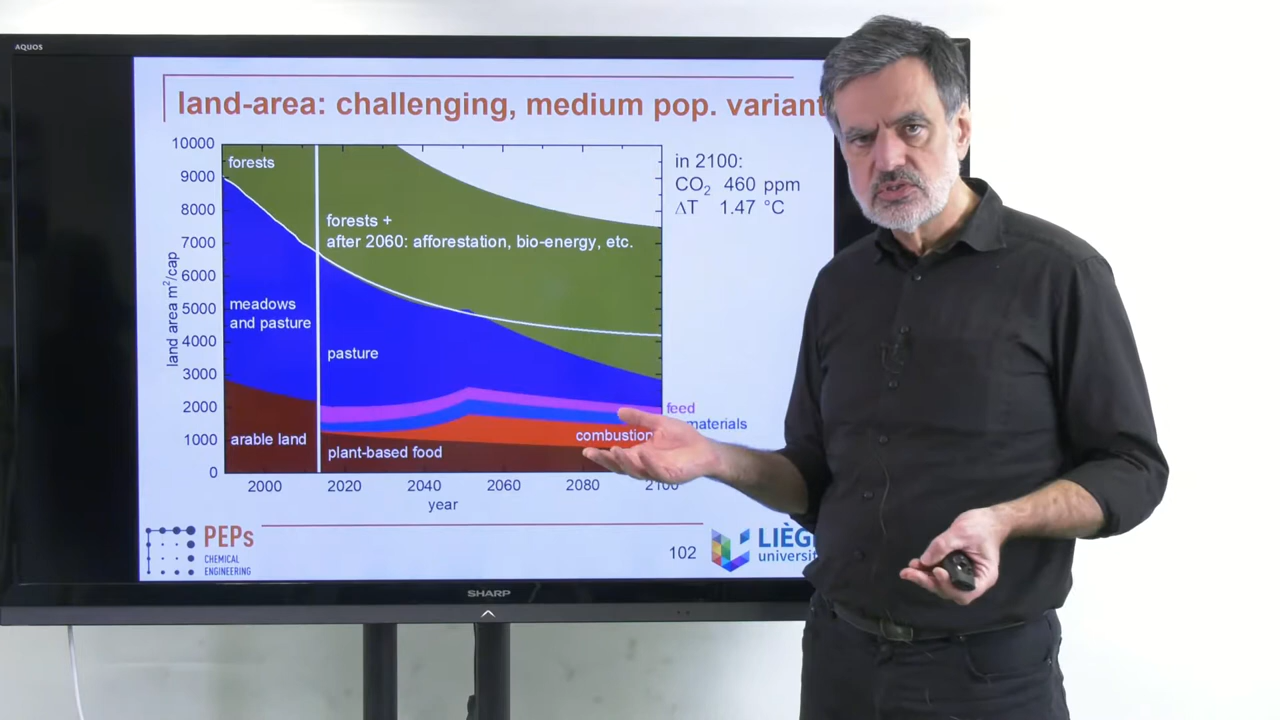 AQUOS
land-area: challenging, medium pop. variant
10000
9000
8000
7000
6000
5000
4000
3000
2000
1000
0
land area m²/cap
forests
forests +
after 2060: afforestation, bio-energy, etc.
meadows
and pasture
pasture
arable land
plant-based food
combustion
feed
materials
in 2100:
CO₂ 460 ppm
ΔT 1.47 °C
2000 2020 2040 2060 2080 2100
year
PEPs
CHEMICAL
ENGINEERING
102
LIÈG
universit
SHARP